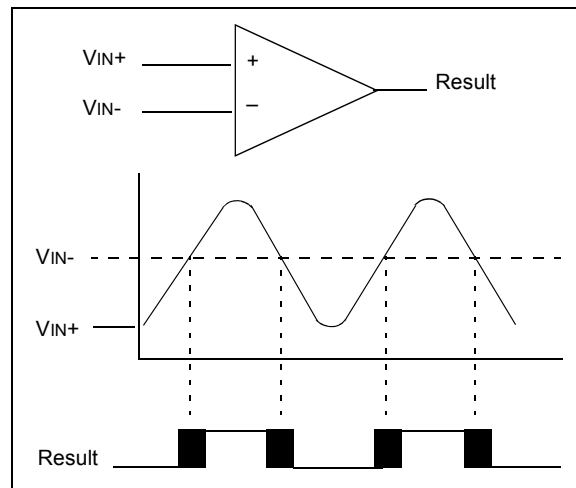 VIN+
+
Result
VIN-
–
VIN-
VIN+
Result